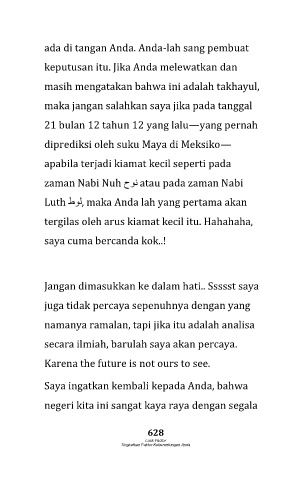 ada di tangan Anda. Anda-lah sang pembuat
keputusan itu. Jika Anda melewatkan dan
masih mengatakan bahwa ini adalah takhayul,
maka jangan salahkan saya jika pada tanggal
21 bulan 12 tahun 12 yang lalu—yang pernah
diprediksi oleh suku Maya di Meksiko—
apabila terjadi kiamat kecil seperti pada
zaman Nabi Nuh نوح atau pada zaman Nabi
Luth لوط, maka Anda lah yang pertama akan
tergilas oleh arus kiamat kecil itu. Hahahaha,
saya cuma bercanda kok..!
Jangan dimasukkan ke dalam hati.. Ssssst saya
juga tidak percaya sepenuhnya dengan yang
namanya ramalan, tapi jika itu adalah analisa
secara ilmiah, barulah saya akan percaya.
Karena the future is not ours to see.
Saya ingatkan kembali kepada Anda, bahwa
negeri kita ini sangat kaya raya dengan segala
628
Luck Factor
Tingkatkan Faktor Keberuntungan Anda